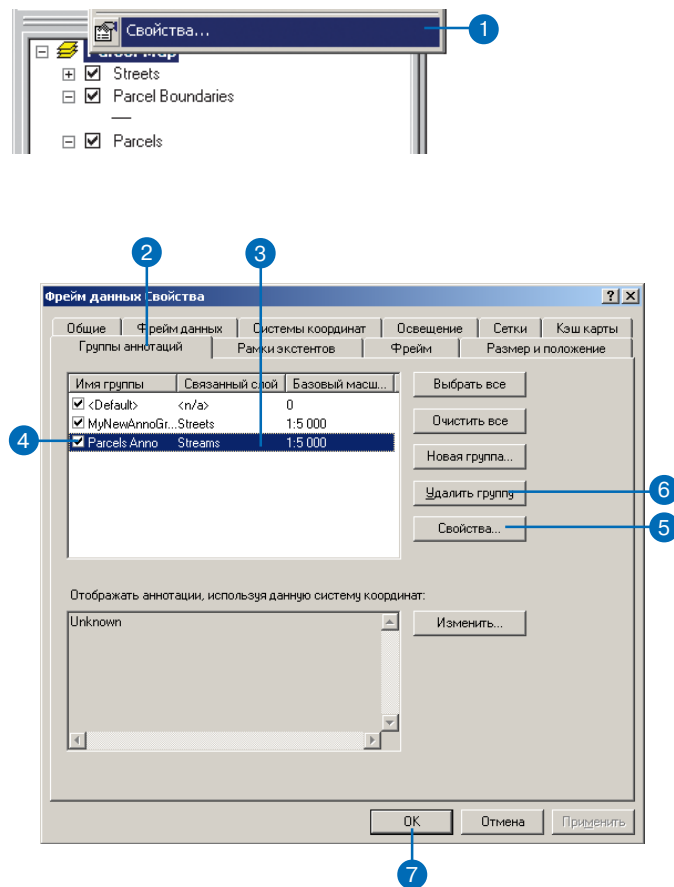 Свойства...
1
Parcel Map
Streets
Parcel Boundaries
Parcels
2
3
Фрейм данных Свойства
Общие
Фрейм данных
Системы координат
Освещение
Сетки
Кэш карты
Группы аннотаций
Рамки экстентов
Фрейм
Размер и положение
Имя группы Связанный слой Базовый масш...
<Default> <n/a> 0
MyNewAnnoGr... Streets 1:5 000
Parcels Anno Streams 1:5 000
4
Выбрать все
Очистить все
Новая группа...
Удалить группу
6
Свойства...
5
Отображать аннотации, используя данную систему координат:
Unknown
Изменить...
OK
Отмена
Применить
7